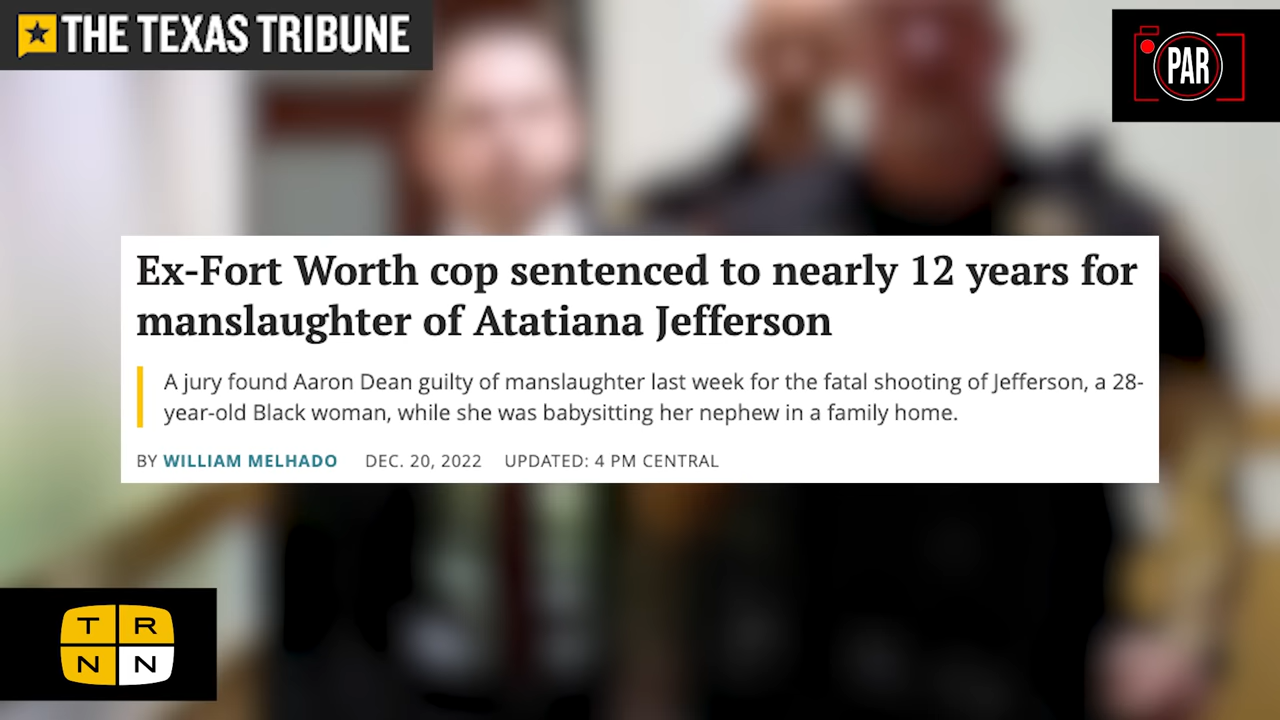 THE TEXAS TRIBUNE
PAR
Ex-Fort Worth cop sentenced to nearly 12 years for
manslaughter of Atatiana Jefferson
A jury found Aaron Dean guilty of manslaughter last week for the fatal shooting of Jefferson, a 28-
year-old Black woman, while she was babysitting her nephew in a family home.
BY WILLIAM MELHADO DEC. 20, 2022 UPDATED: 4 PM CENTRAL
T R
N N